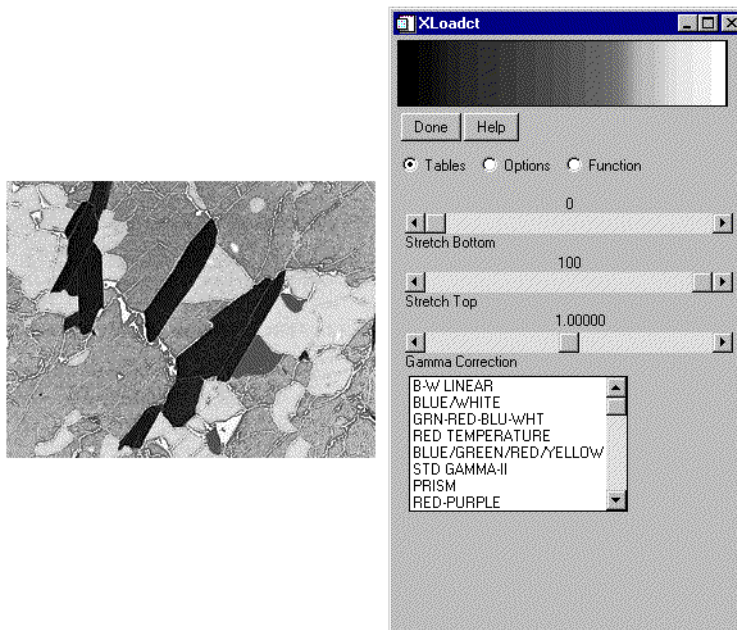 XLoadct
Done Help
Tables Options Function
0
Stretch Bottom
100
Stretch Top
1.00000
Gamma Correction
B-W LINEAR
BLUE/WHITE
GRN-RED-BLU-WHT
RED TEMPERATURE
BLUE/GREEN/RED/YELLOW
STD GAMMA-II
PRISM
RED-PURPLE